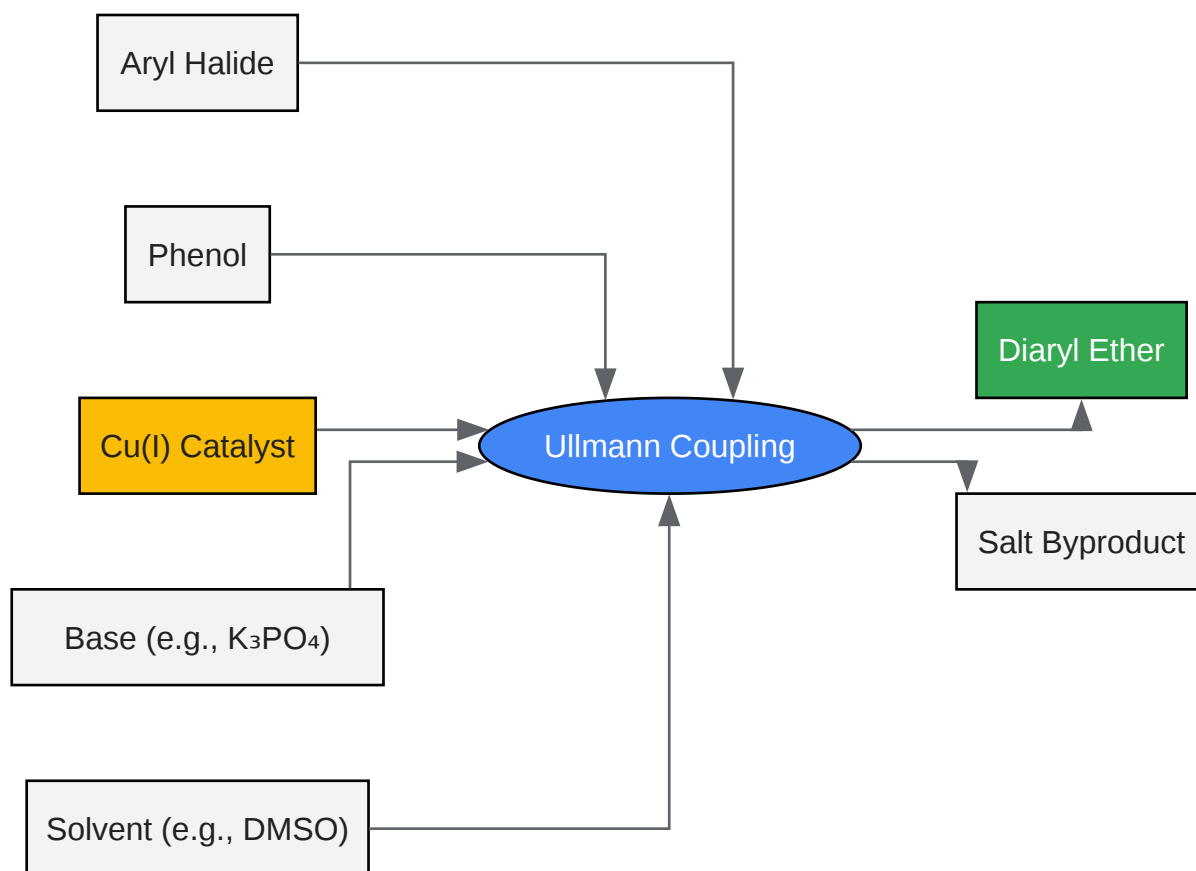 Aryl Halide
Phenol
Diaryl Ether
Cu(I) Catalyst
Ullmann Coupling
Salt Byproduct
Base (e.g., K₃PO₄)
Solvent (e.g., DMSO)